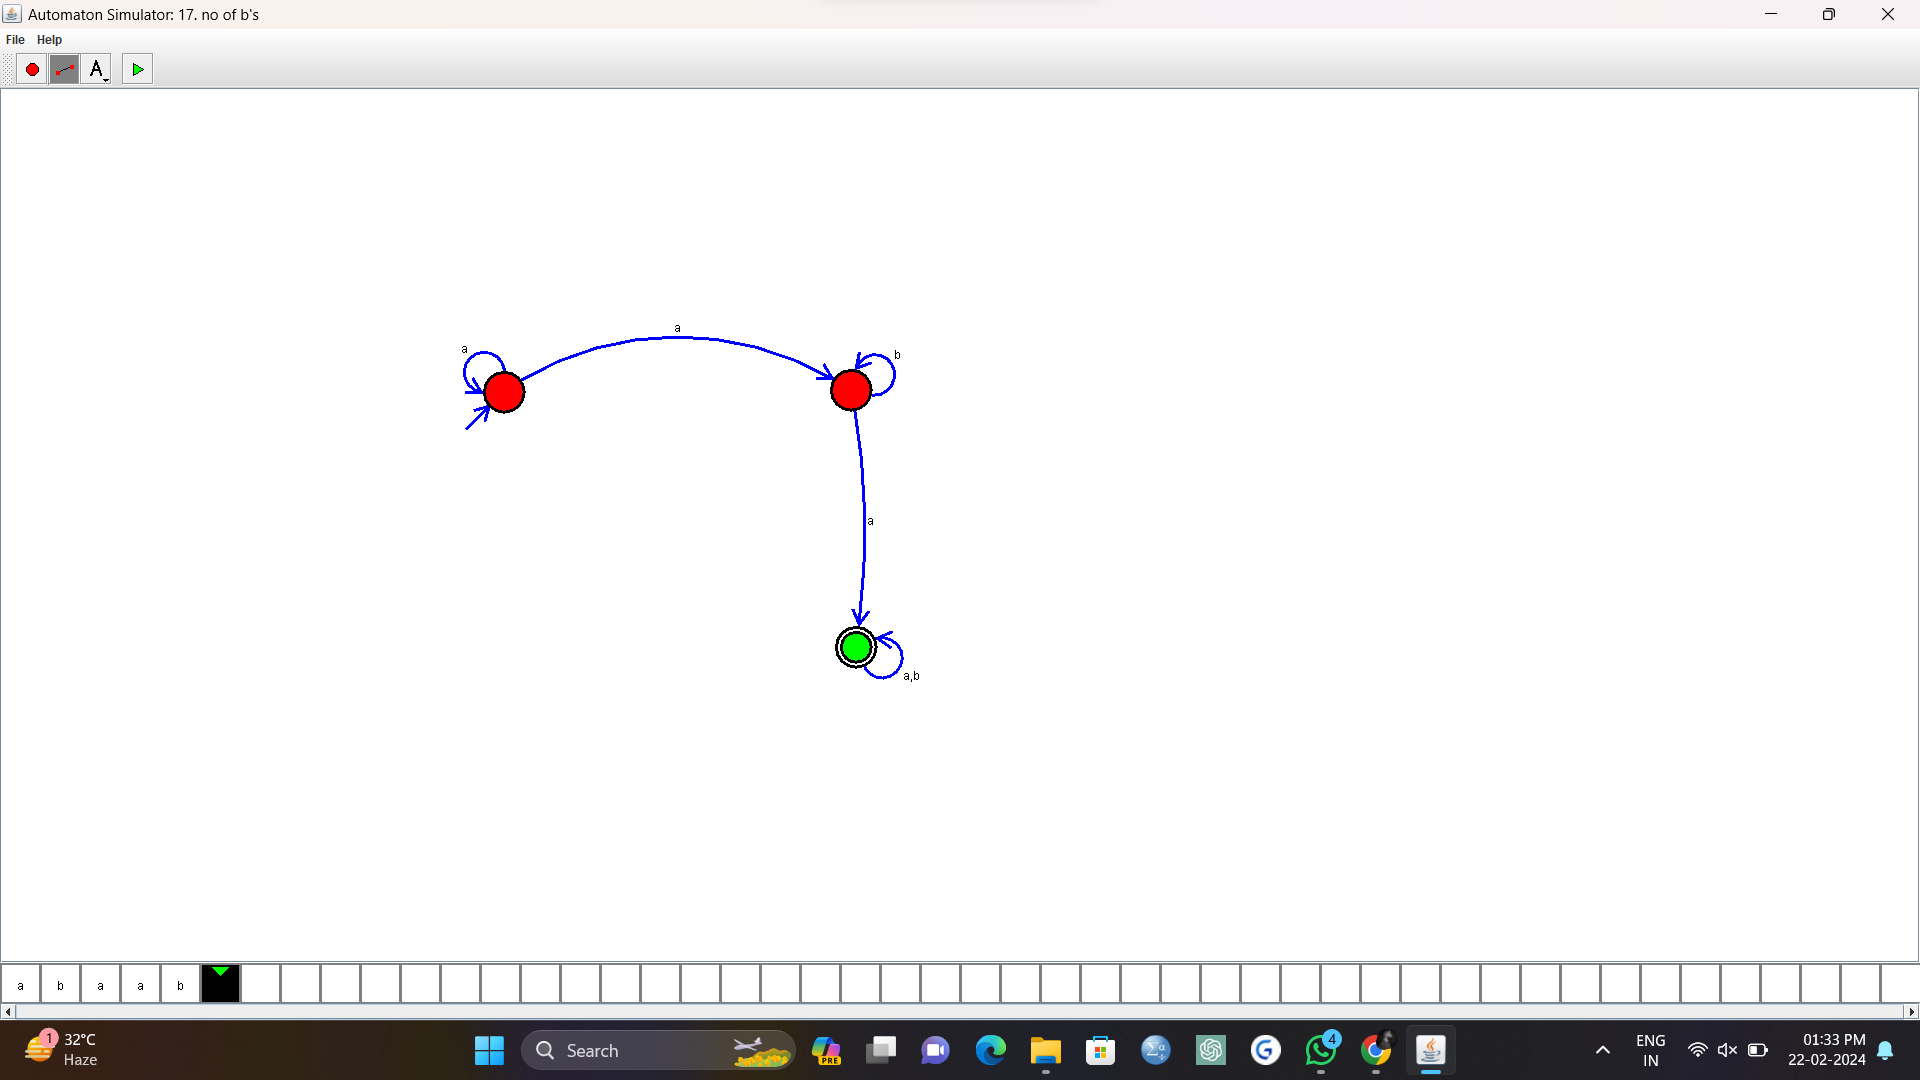 Automaton Simulator: 17. no of b's
File Help
A
a
a
b
a
a,b
a b a a b
1
32°C
Haze
Search
PRE
4
ENG
IN
01:33 PM
22-02-2024